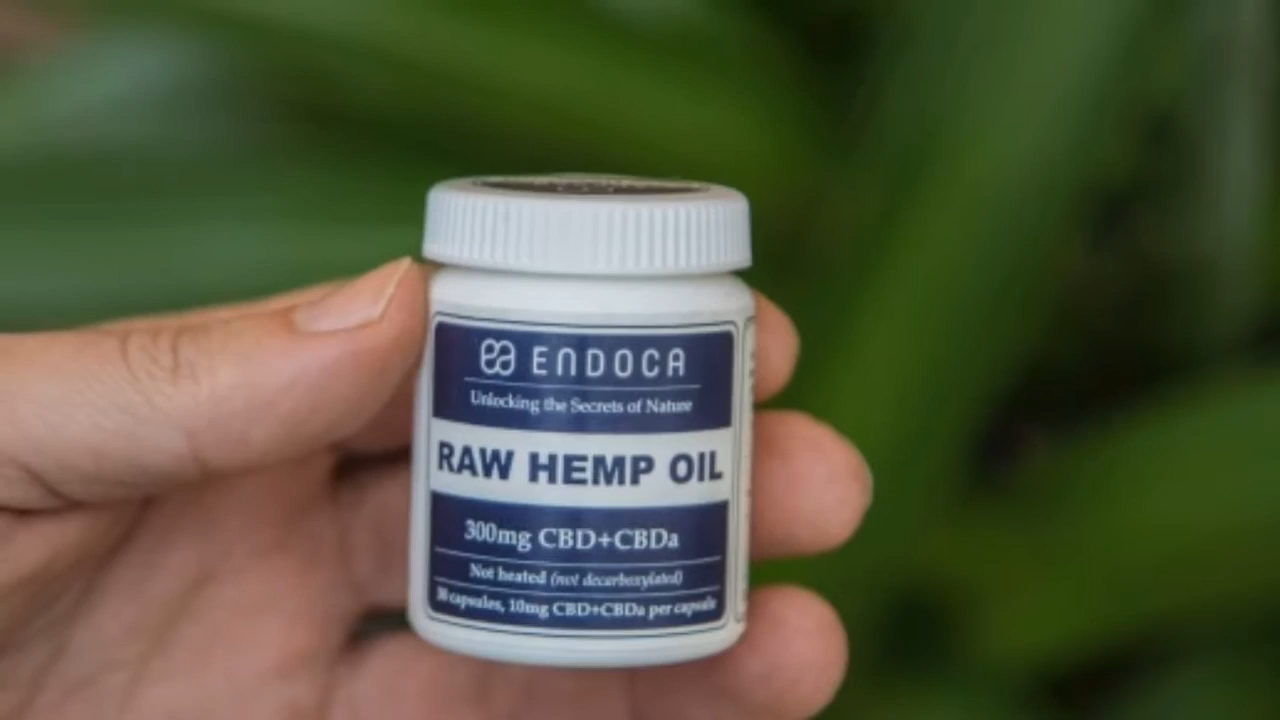 ENDOCA
Unlocking the Secrets of Nature
RAW HEMP OIL
300mg CBD+CBDa
Not heated (not decarboxylated)
capsules, 10mg CBD+CBDa per capsule